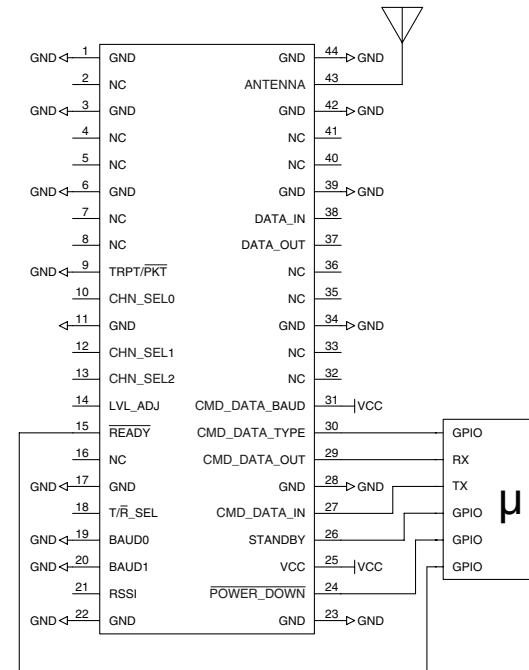 GND 1 GND GND 44 GND
2 NC ANTENNA 43
GND 3 GND GND 42 GND
4 NC NC 41
5 NC NC 40
GND 6 GND GND 39 GND
7 NC DATA_IN 38
8 NC DATA_OUT 37
GND 9 TRPT/PKT NC 36
10 CHN_SEL0 NC 35
11 GND GND 34 GND
12 CHN_SEL1 NC 33
13 CHN_SEL2 NC 32
14 LVL_ADJ CMD_DATA_BAUD 31 VCC
15 READY CMD_DATA_TYPE 30 GPIO
16 NC CMD_DATA_OUT 29 RX
GND 17 GND GND 28 GND TX
18 T/R_SEL CMD_DATA_IN 27 GPIO
GND 19 BAUD0 STANDBY 26 GPIO
GND 20 BAUD1 VCC 25 VCC GPIO
21 RSSI POWER_DOWN 24
GND 22 GND GND 23 GND
µ